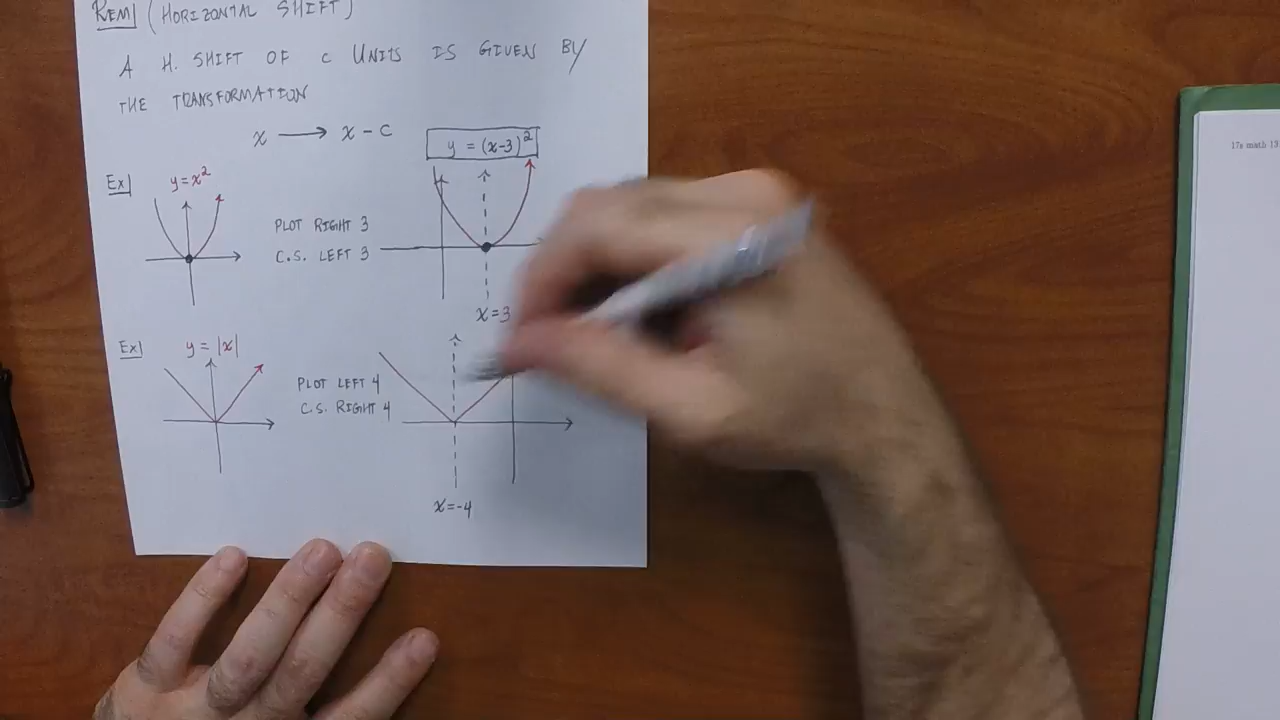 REM (HORIZONTAL SHIFT)
A H. SHIFT OF c UNITS IS GIVEN BY
THE TRANSFORMATION
x ⟶ x - c
y = (x-3)²
Ex y=x²
PLOT RIGHT 3
C.S. LEFT 3
x=3
Ex y = |x|
PLOT LEFT 4
C.S. RIGHT 4
x=-4
17s math 13